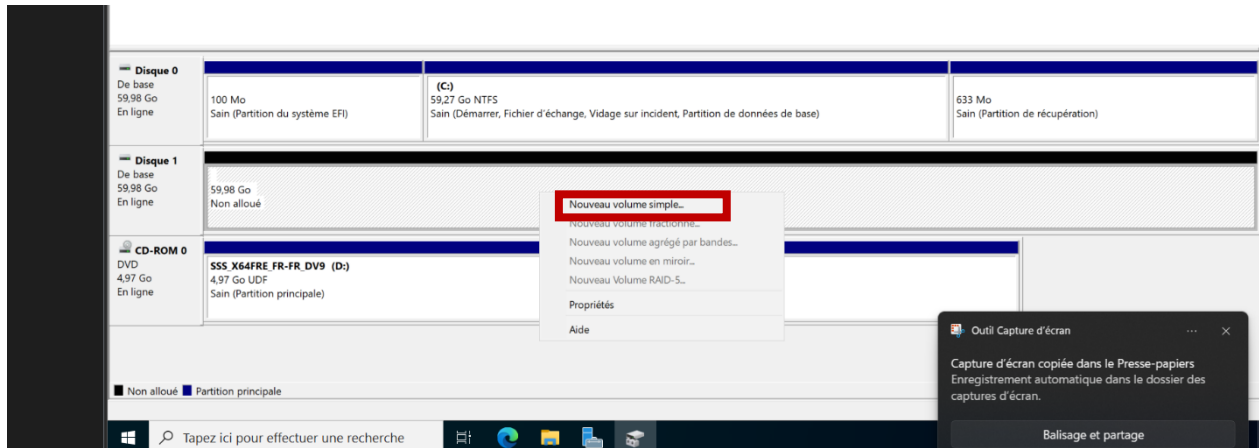 Disque 0
De base
59,98 Go
En ligne
100 Mo
Sain (Partition du système EFI)
(C:)
59,27 Go NTFS
Sain (Démarrer, Fichier d'échange, Vidage sur incident, Partition de données de base)
633 Mo
Sain (Partition de récupération)
Disque 1
De base
59,98 Go
En ligne
59,98 Go
Non alloué
Nouveau volume simple...
Nouveau volume fractionné...
Nouveau volume agrégé par bandes...
Nouveau volume en miroir...
Nouveau Volume RAID-5...
Propriétés
Aide
CD-ROM 0
DVD
4,97 Go
En ligne
SSS_X64FRE_FR-FR_DV9 (D:)
4,97 Go UDF
Sain (Partition principale)
Non alloué Partition principale
Outil Capture d'écran
Capture d'écran copiée dans le Presse-papiers
Enregistrement automatique dans le dossier des
captures d'écran.
Balisage et partage
Tapez ici pour effectuer une recherche